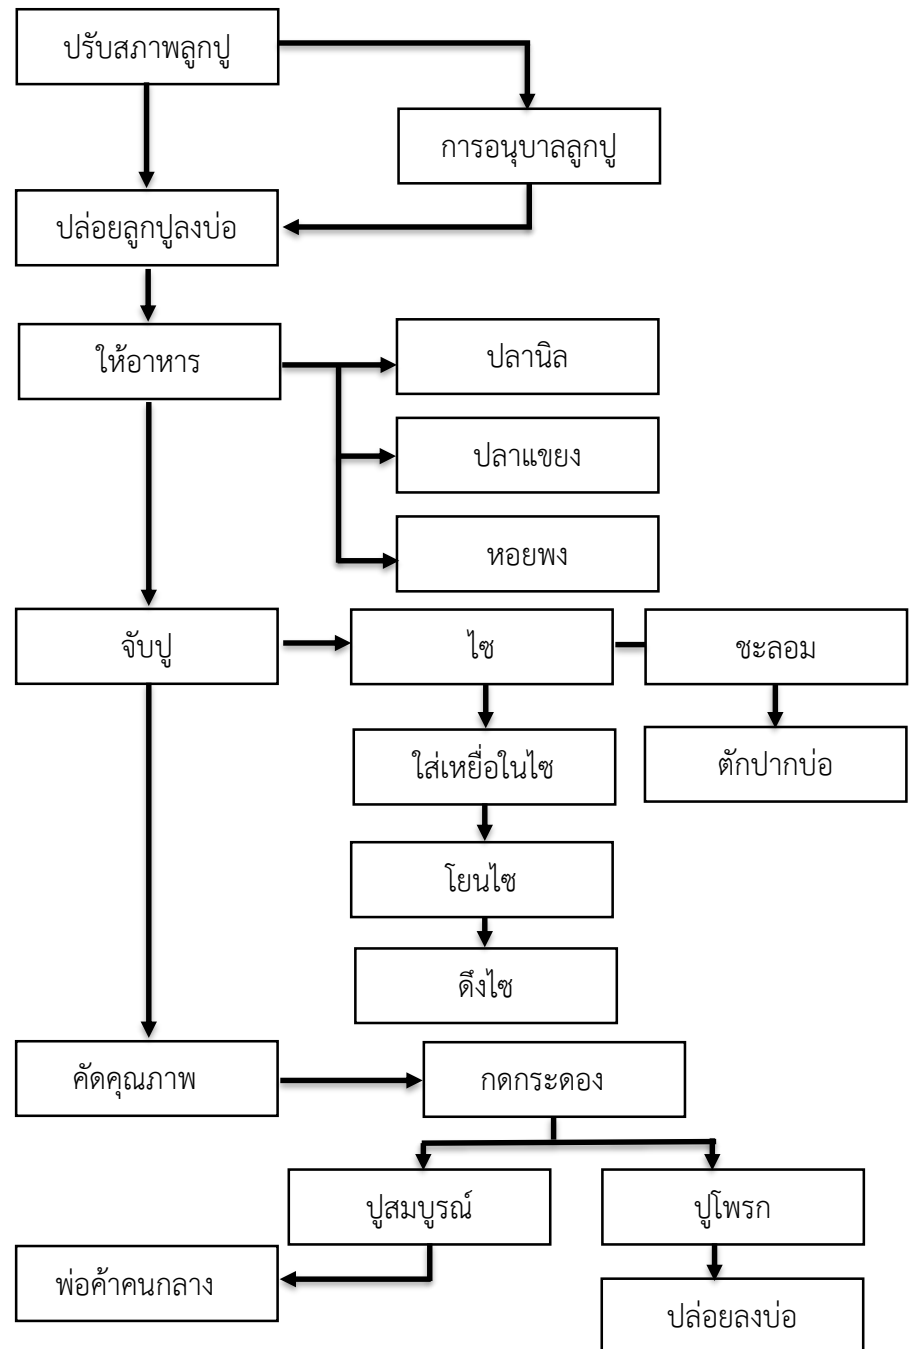 ปรับสภาพลูกปู
การอนุบาลลูกปู
ปล่อยลูกปูลงบ่อ
ให้อาหาร
ปลานิล
ปลาแขยง
หอยพง
จับปู
ไซ
ชะลอม
ใส่เหยื่อในไซ
ตักปากบ่อ
โยนไซ
ดึงไซ
คัดคุณภาพ
กดกระดอง
ปูสมบูรณ์
ปูโพรก
พ่อค้าคนกลาง
ปล่อยลงบ่อ